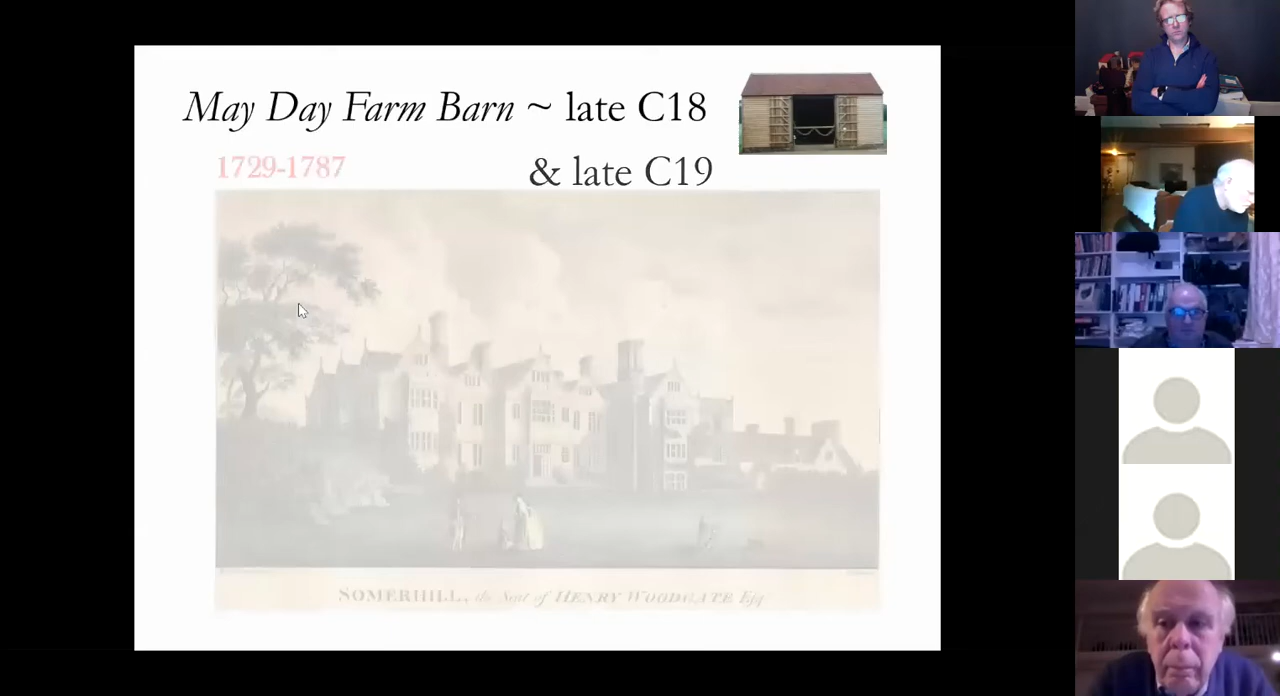 May Day Farm Barn ~ late C18
1729-1787
& late C19
SOMERHILL, the Seat of HENRY WOODGATE Esq